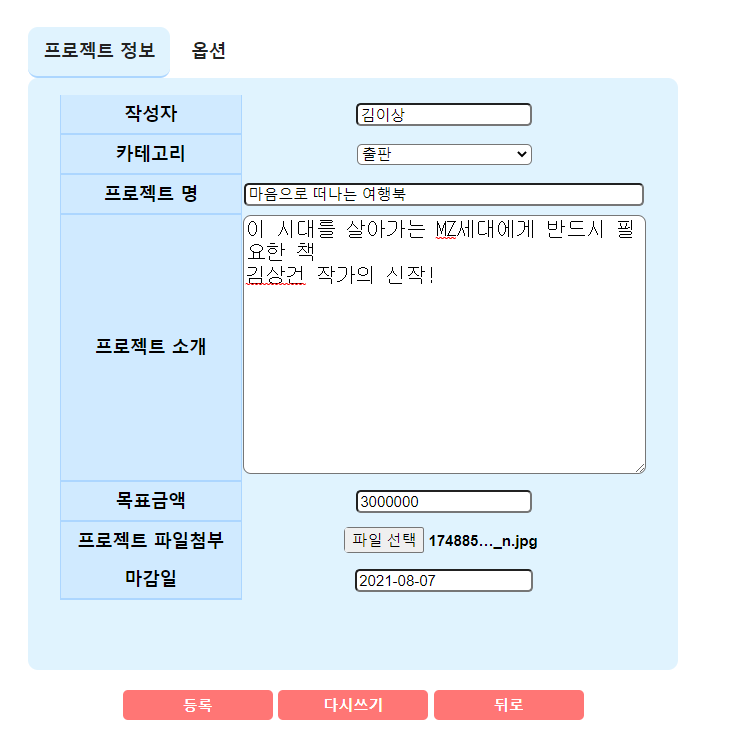 프로젝트 정보 옵션
작성자 김이상
카테고리 출판
프로젝트 명 마음으로 떠나는 여행북
이 시대를 살아가는 MZ세대에게 반드시 필
요한 책
김상건 작가의 신작!
프로젝트 소개
목표금액 3000000
프로젝트 파일첨부 파일 선택 174885..._n.jpg
마감일 2021-08-07
등록 다시쓰기 뒤로